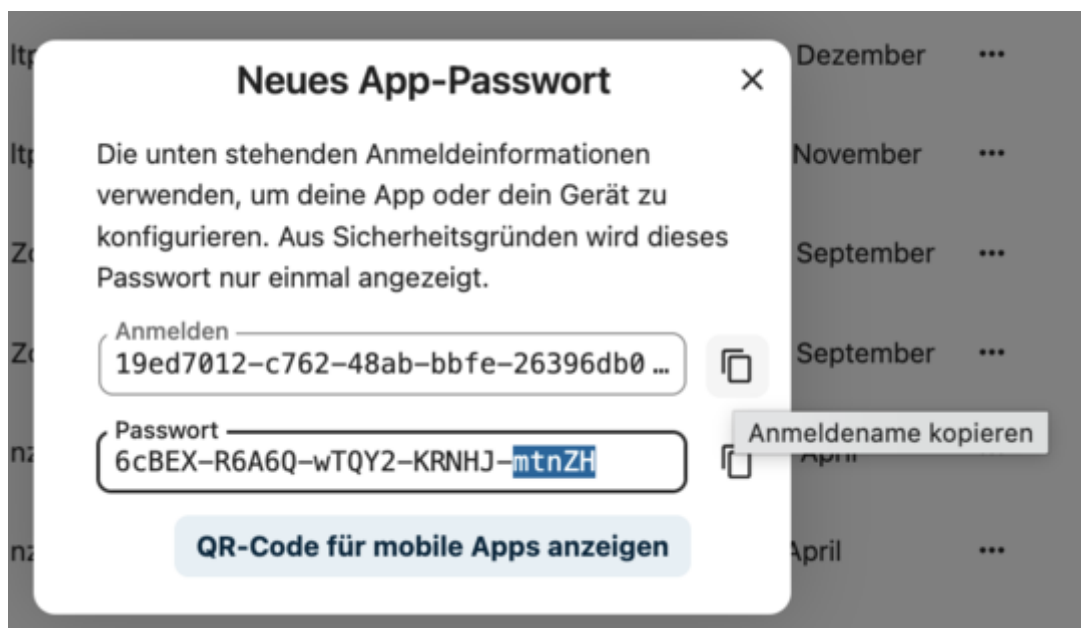 Neues App-Passwort
Die unten stehenden Anmeldeinformationen
verwenden, um deine App oder dein Gerät zu
konfigurieren. Aus Sicherheitsgründen wird dieses
Passwort nur einmal angezeigt.
Anmelden
19ed7012-c762-48ab-bbfe-26396db0 …
Anmeldename kopieren
Passwort
6cBEX-R6A6Q-wTQY2-KRNHJ-mtnZH
QR-Code für mobile Apps anzeigen
Dezember
November
September
September
April
April